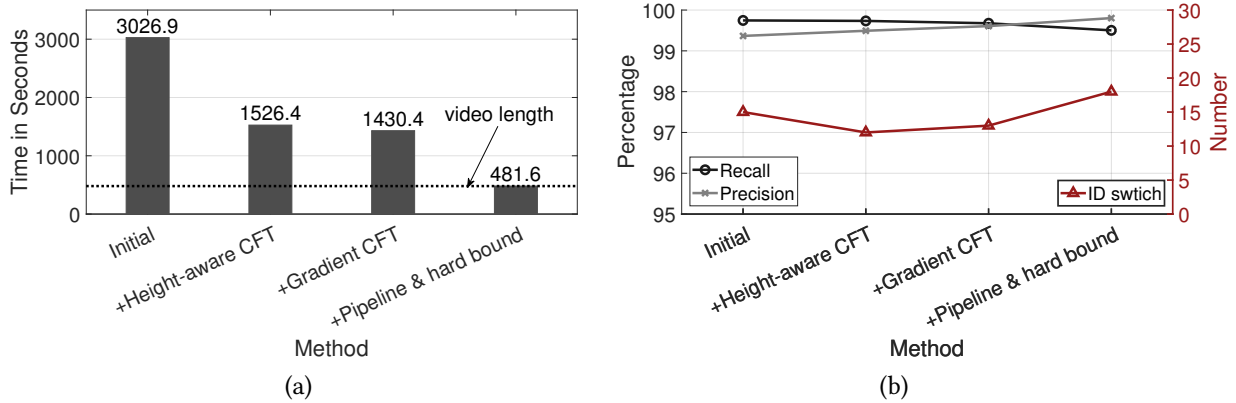 3026.9
3000
2000
1526.4
1430.4
video length
1000
481.6
0
Time in Seconds
Initial
+Height-aware CFT
+Gradient CFT
+Pipeline & hard bound
Method
(a)
100
99
98
97
96
95
Percentage
30
25
20
15
10
5
0
Number
Recall
Precision
ID swtich
Initial
+Height-aware CFT
+Gradient CFT
+Pipeline & hard bound
Method
(b)